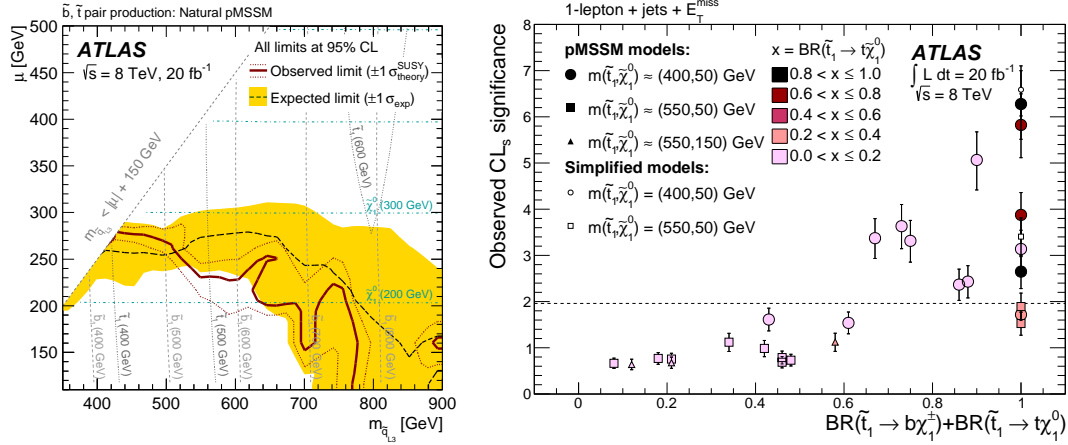 b̃, t̃ pair production: Natural pMSSM
μ [GeV]
500
450
400
350
300
250
200
150
ATLAS
√s = 8 TeV, 20 fb⁻¹
All limits at 95% CL
Observed limit (±1 σ^SUSY_theory)
Expected limit (±1 σ_exp)
m_q̃L3 < |μ| + 150 GeV
t̃₁ (600 GeV)
χ̃⁰₁ (300 GeV)
χ̃⁰₁ (200 GeV)
b̃₁ (400 GeV)
t̃₁ (400 GeV)
b̃₁ (500 GeV)
t̃₁ (500 GeV)
b̃₁ (600 GeV)
b̃₁ (800 GeV)
400 500 600 700 800 900
m_q̃L3 [GeV]
1-lepton + jets + E_T^miss
Observed CL_s significance
8
7
6
5
4
3
2
1
0
pMSSM models:
m(t̃₁,χ̃⁰₁) ≈ (400,50) GeV
m(t̃₁,χ̃⁰₁) ≈ (550,50) GeV
m(t̃₁,χ̃⁰₁) ≈ (550,150) GeV
Simplified models:
m(t̃₁,χ̃⁰₁) = (400,50) GeV
m(t̃₁,χ̃⁰₁) = (550,50) GeV
x = BR(t̃₁ → tχ̃⁰₁)
0.8 < x ≤ 1.0
0.6 < x ≤ 0.8
0.4 < x ≤ 0.6
0.2 < x ≤ 0.4
0.0 < x ≤ 0.2
ATLAS
∫ L dt = 20 fb⁻¹
√s = 8 TeV
0 0.2 0.4 0.6 0.8 1
BR(t̃₁ → bχ̃₁^±)+BR(t̃₁ → tχ̃₁⁰)